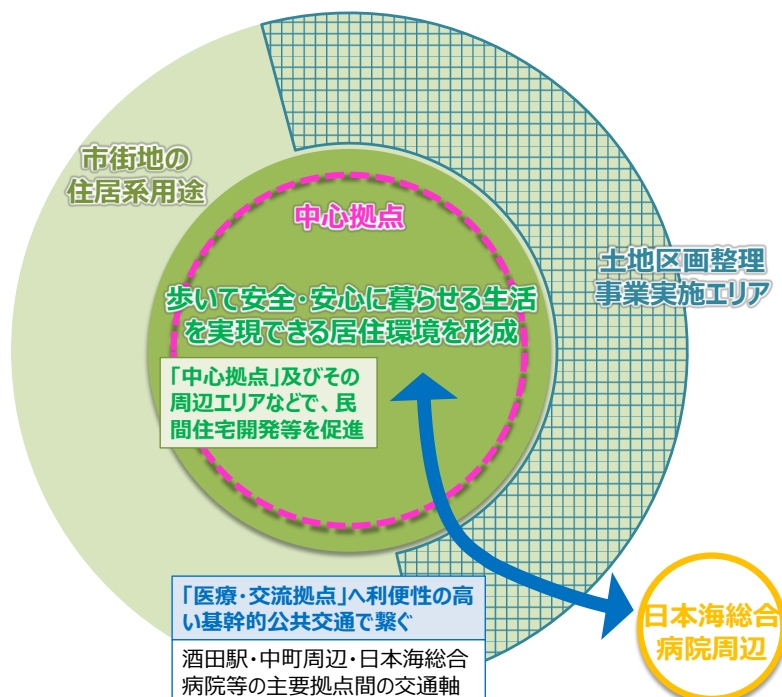 市街地の
住居系用途
中心拠点
土地区画整理
事業実施エリア
歩いて安全・安心に暮らせる生活
を実現できる居住環境を形成
「中心拠点」及びその
周辺エリアなどで、民
間住宅開発等を促進
「医療・交流拠点」へ利便性の高
い基幹的公共交通で繋ぐ
酒田駅・中町周辺・日本海総合
病院等の主要拠点間の交通軸
日本海総合
病院周辺